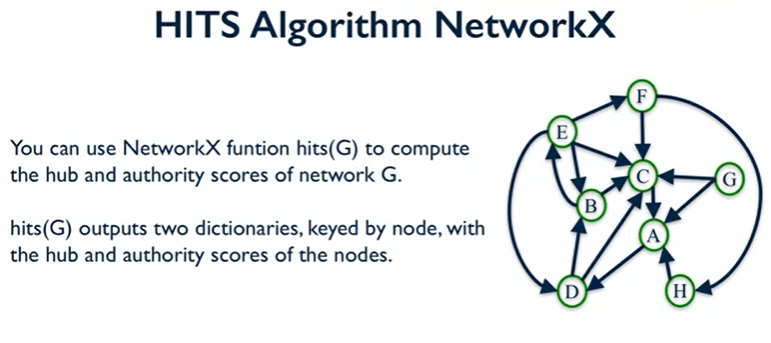 HITS Algorithm NetworkX
You can use NetworkX funtion hits(G) to compute
the hub and authority scores of network G.
hits(G) outputs two dictionaries, keyed by node, with
the hub and authority scores of the nodes.
F
E
C
G
B
A
D
H